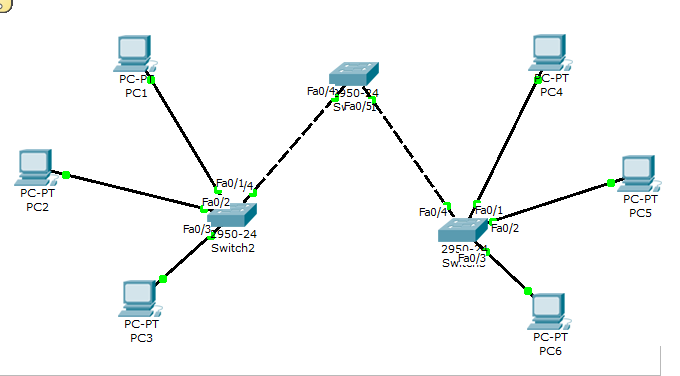 PC-PT
PC1
PC-PT
PC2
PC-PT
PC3
Fa0/1
/4
Fa0/2
Fa0/3
2950-24
Switch2
Fa0/4
2950-24
Fa0/5
PC-PT
PC4
PC-PT
PC5
PC-PT
PC6
Fa0/4
Fa0/1
Fa0/2
Fa0/3